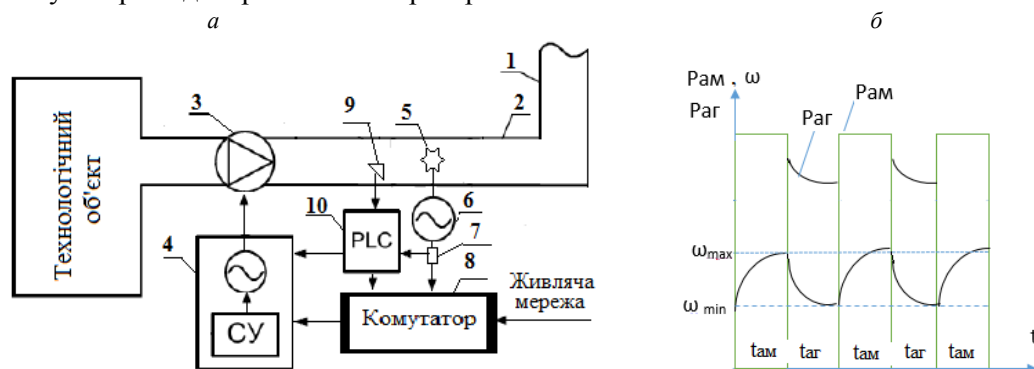 а
б
1
3
9
5
2
Технологічний
об'єкт
10
PLC
6
7
4
8
Живляча
мережа
Комутатор
СУ
Рам , ω
Раг
Рам
Раг
ωmax
ω min
tам
tаг
tам
tаг
tам
t